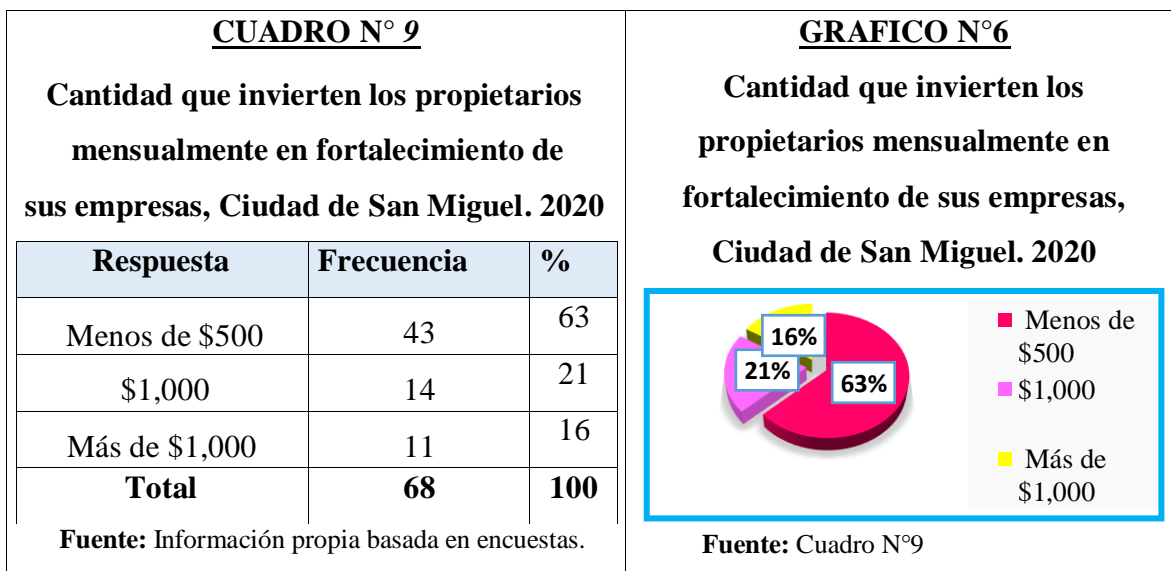 CUADRO N° 9
Cantidad que invierten los propietarios
mensualmente en fortalecimiento de
sus empresas, Ciudad de San Miguel. 2020
Respuesta Frecuencia %
Menos de $500 43 63
$1,000 14 21
Más de $1,000 11 16
Total 68 100
Fuente: Información propia basada en encuestas.
GRAFICO N°6
Cantidad que invierten los
propietarios mensualmente en
fortalecimiento de sus empresas,
Ciudad de San Miguel. 2020
16%
21%
63%
Menos de
$500
$1,000
Más de
$1,000
Fuente: Cuadro N°9